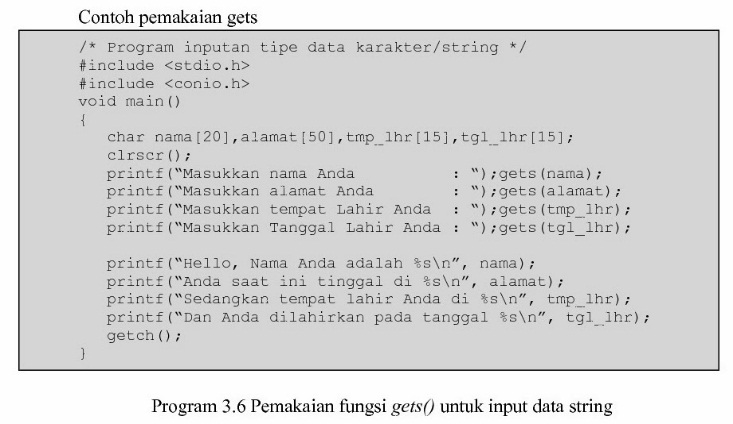 Contoh pemakaian gets
/* Program inputan tipe data karakter/string */
#include <stdio.h>
#include <conio.h>
void main()
{
char nama[20],alamat[50],tmp_lhr[15],tgl_lhr[15];
clrscr();
printf(“Masukkan nama Anda : “);gets(nama);
printf(“Masukkan alamat Anda : “);gets(alamat);
printf(“Masukkan tempat Lahir Anda : “);gets(tmp_lhr);
printf(“Masukkan Tanggal Lahir Anda : “);gets(tgl_lhr);
printf(“Hello, Nama Anda adalah %s\n”, nama);
printf(“Anda saat ini tinggal di %s\n”, alamat);
printf(“Sedangkan tempat lahir Anda di %s\n”, tmp_lhr);
printf(“Dan Anda dilahirkan pada tanggal %s\n”, tgl_lhr);
getch();
}
Program 3.6 Pemakaian fungsi gets() untuk input data string